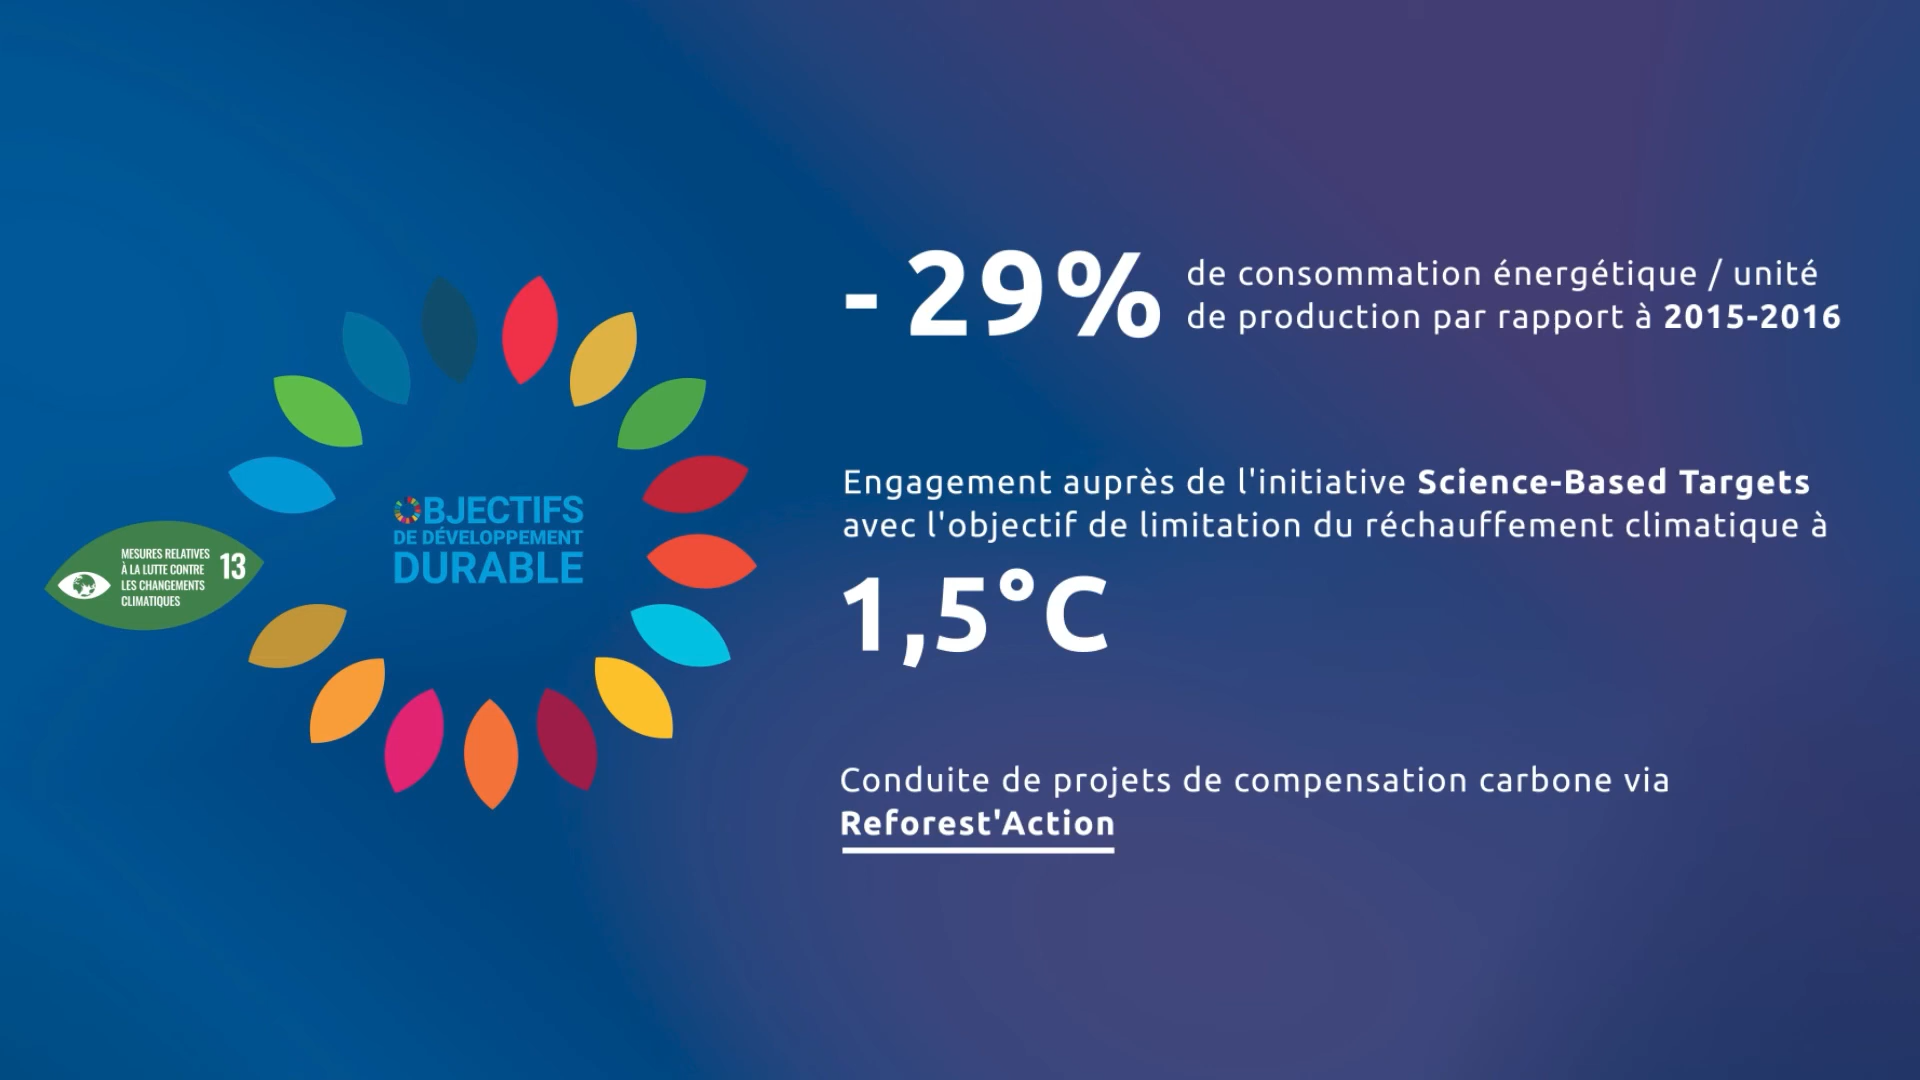 MESURES RELATIVES
À LA LUTTE CONTRE
LES CHANGEMENTS
CLIMATIQUES
13
OBJECTIFS
DE DÉVELOPPEMENT
DURABLE
- 29%
de consommation énergétique / unité
de production par rapport à 2015-2016
Engagement auprès de l'initiative Science-Based Targets
avec l'objectif de limitation du réchauffement climatique à
1,5°C
Conduite de projets de compensation carbone via
Reforest'Action